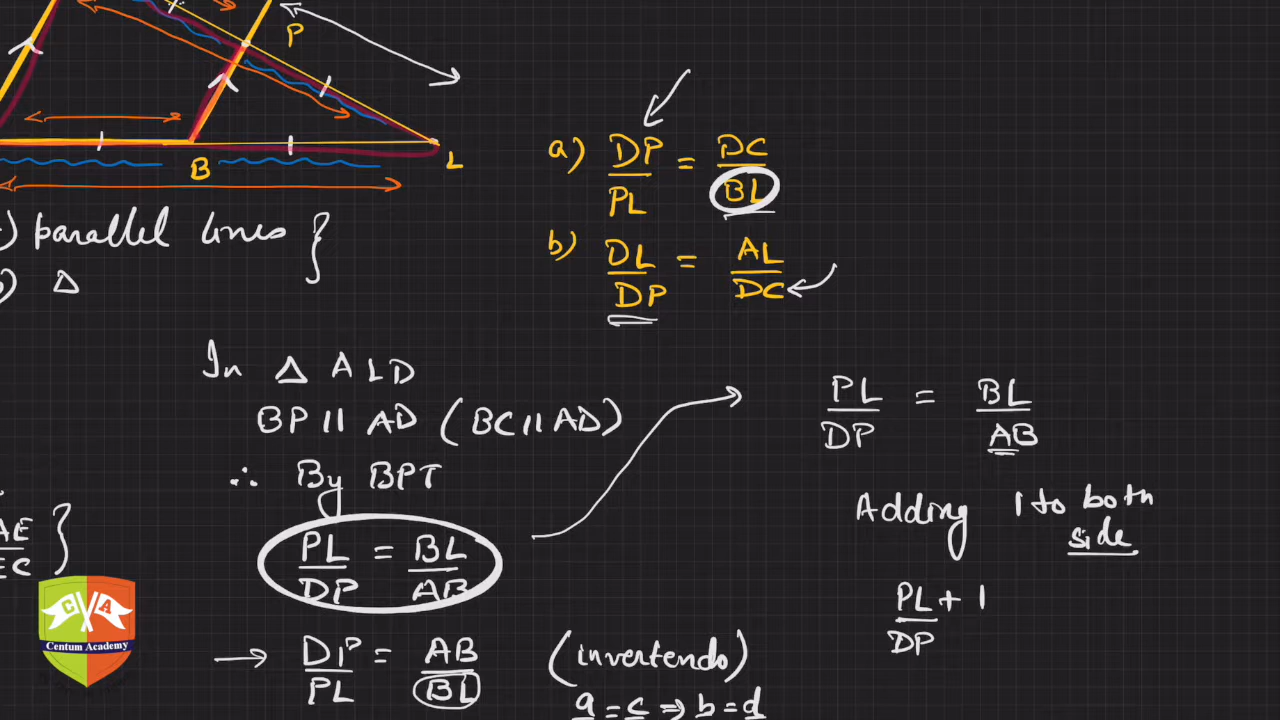 P
B
L
a) DP/PL = DC/BL
b) DL/DP = AL/DC
) parallel lines }
) Δ
In Δ ALD
BP || AD (BC || AD)
∴ By BPT
PL/DP = BL/AB
→ DP/PL = AB/BL (invertendo)
a = c ⇒ b = d
AE
EC }
PL/DP = BL/AB
Adding 1 to both
side
PL/DP + 1
C A
Centum Academy